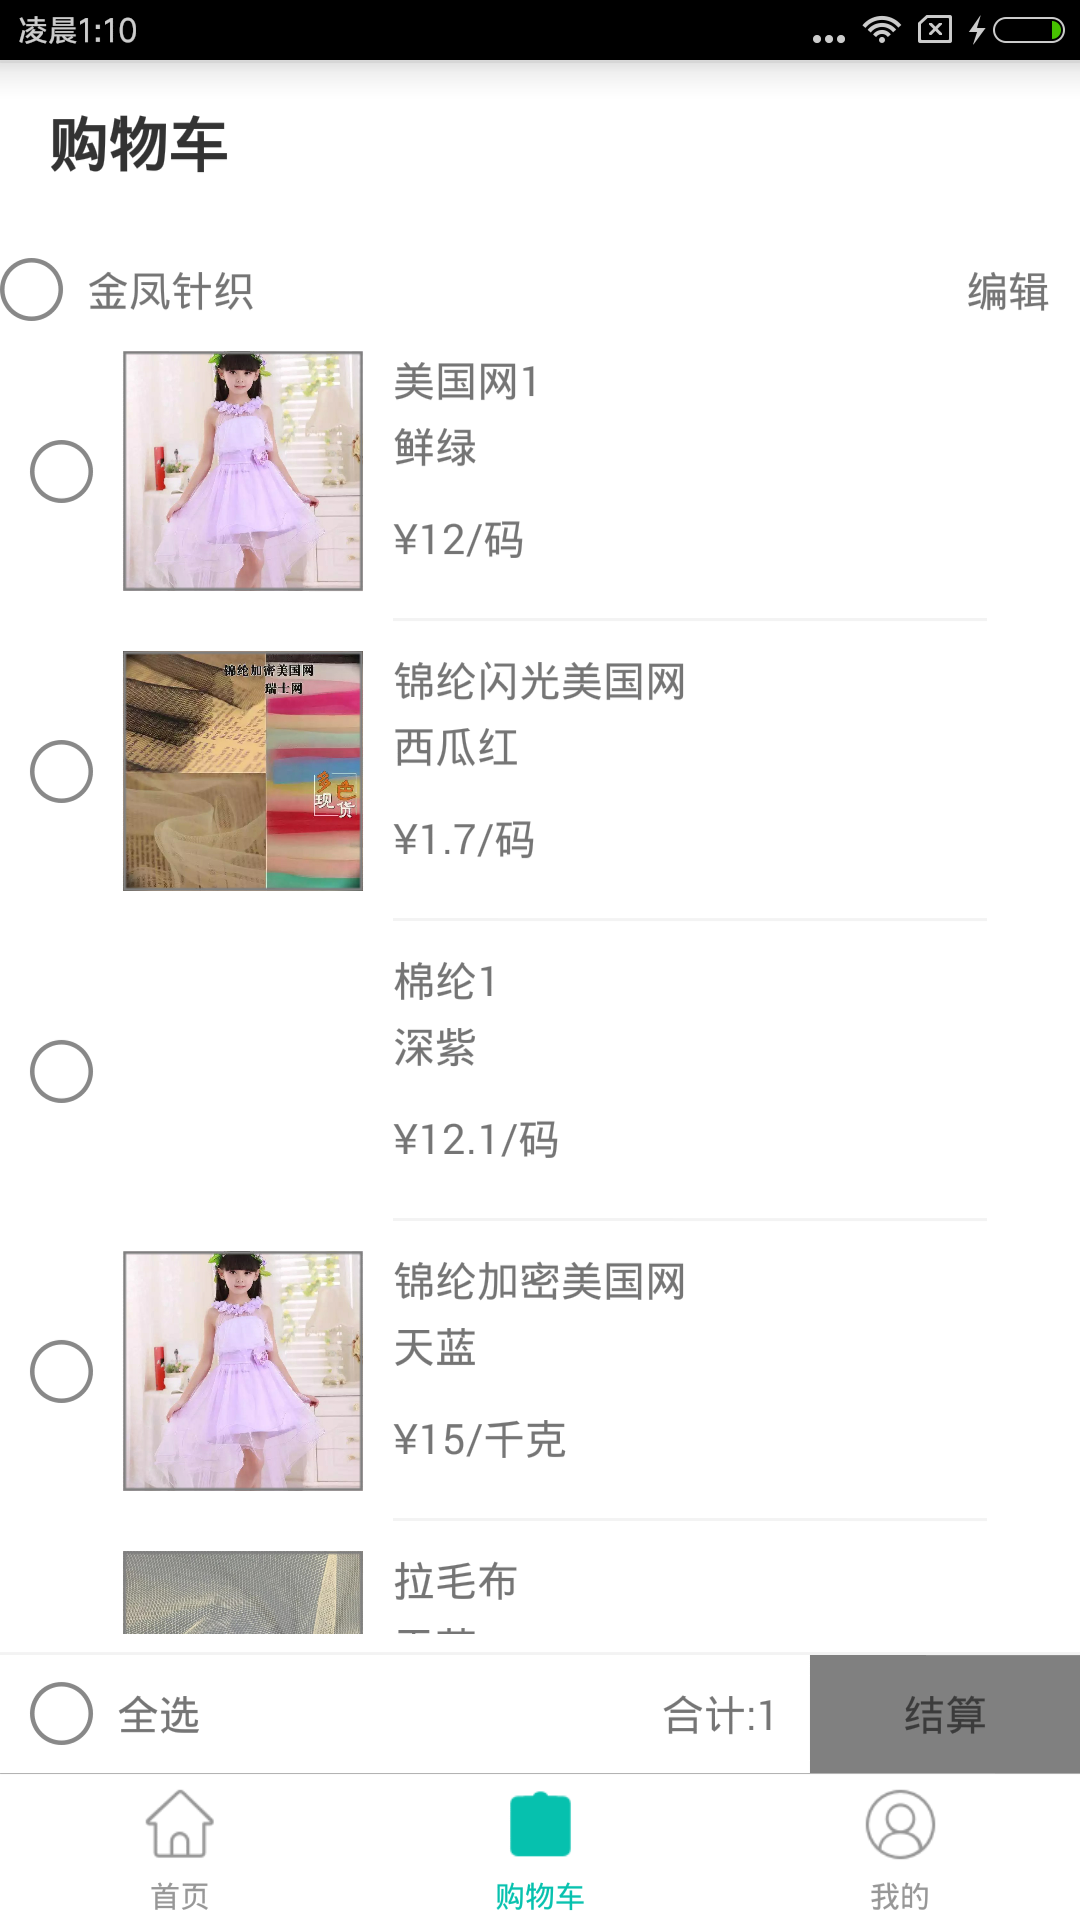 凌晨1:10
购物车
金凤针织
编辑
美国网1
鲜绿
¥12/码
锦纶加密美国网
瑞士网
多色
现货
锦纶闪光美国网
西瓜红
¥1.7/码
棉纶1
深紫
¥12.1/码
锦纶加密美国网
天蓝
¥15/千克
拉毛布
全选
合计:1
结算
首页
购物车
我的